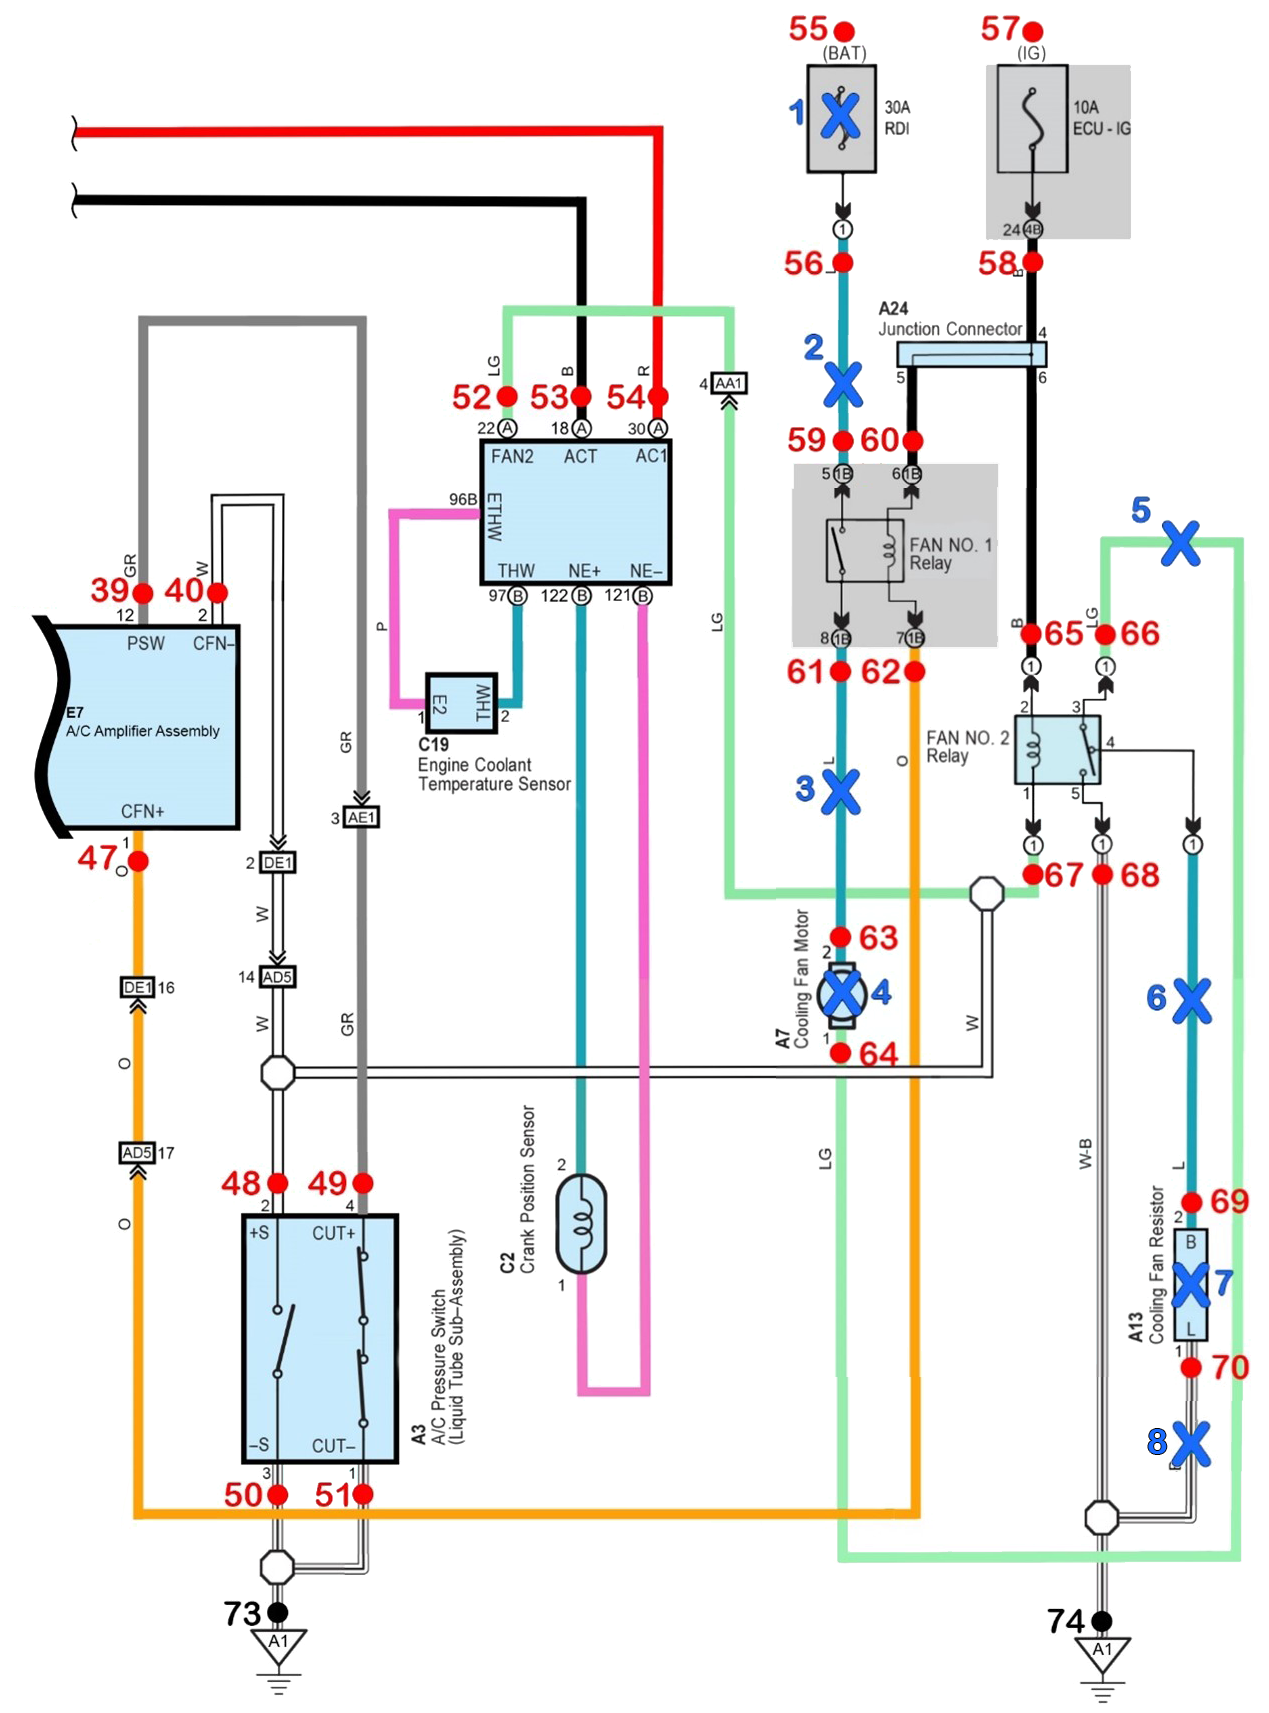 55
57
(BAT)
(IG)
1
30A
RDI
10A
ECU - IG
1
24 4B
56
58
L
B
A24
Junction Connector
4
5
6
2
LG
B
R
4 AA1
52
53
54
22 A
18 A
30 A
59
60
FAN2
ACT
AC1
5 1B
6 1B
96B
ETHW
5
FAN NO. 1
Relay
THW
NE+
NE–
97 B
122 B
121 B
GR
W
39
40
12
2
PSW
CFN–
P
LG
8 1B
7 1B
B
LG
65
66
61
62
1
1
E7
A/C Amplifier Assembly
E2
THW
1
2
C19
Engine Coolant
Temperature Sensor
GR
2
3
FAN NO. 2
Relay
4
L
O
3
1
5
CFN+
3 AE1
1
47
O
2 DE1
1
1
1
67
68
W
Cooling Fan Motor
A7
63
2
4
1
64
14 AD5
DE1 16
W
GR
W
6
O
AD5 17
C2
Crank Position Sensor
2
1
LG
W-B
L
48
49
2
4
O
+S
CUT+
69
2
B
7
L
1
A13
Cooling Fan Resistor
70
A3
A/C Pressure Switch
(Liquid Tube Sub–Assembly)
–S
CUT–
3
1
50
51
8
73
A1
74
A1